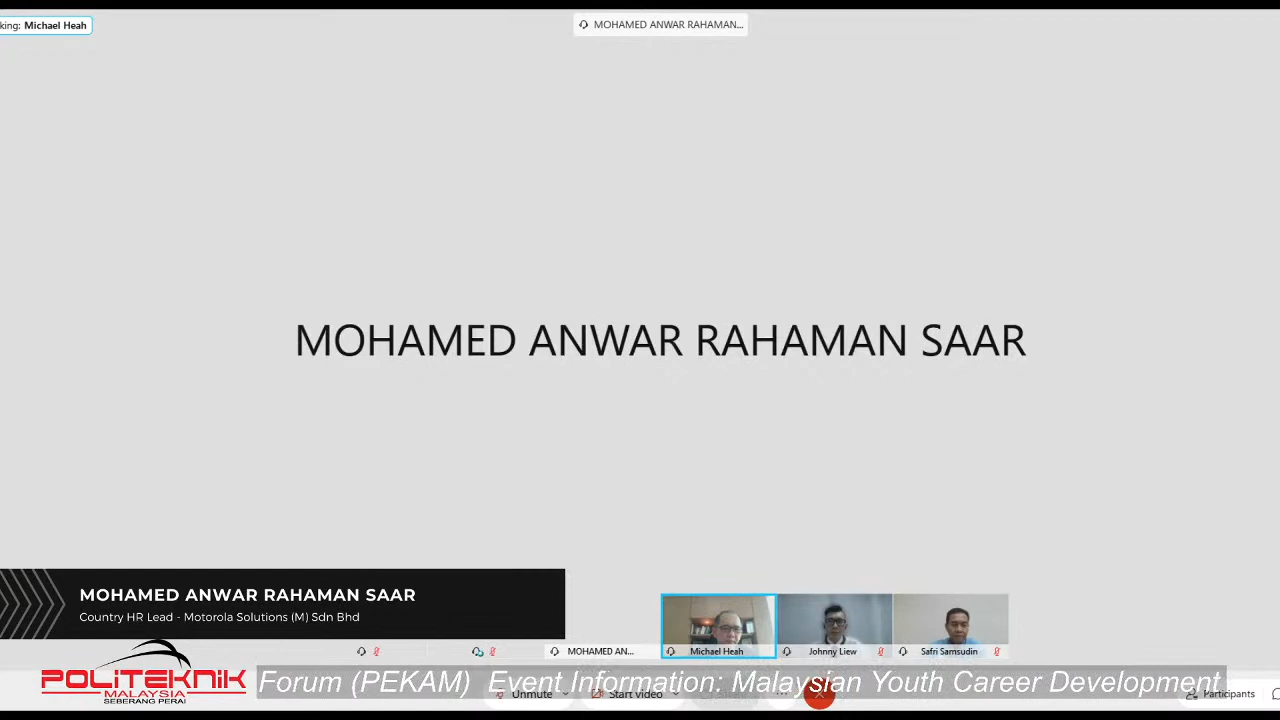 king: Michael Heah
MOHAMED ANWAR RAHAMAN...
MOHAMED ANWAR RAHAMAN SAAR
MOHAMED ANWAR RAHAMAN SAAR
Country HR Lead - Motorola Solutions (M) Sdn Bhd
MOHAMED AN...
Michael Heah
Johnny Liew
Safri Samsudin
POLITEKNIK
MALAYSIA
SEBERANG PERAI
Forum (PEKAM) Event Information: Malaysian Youth Career Development
Unmute
Start video
Participants